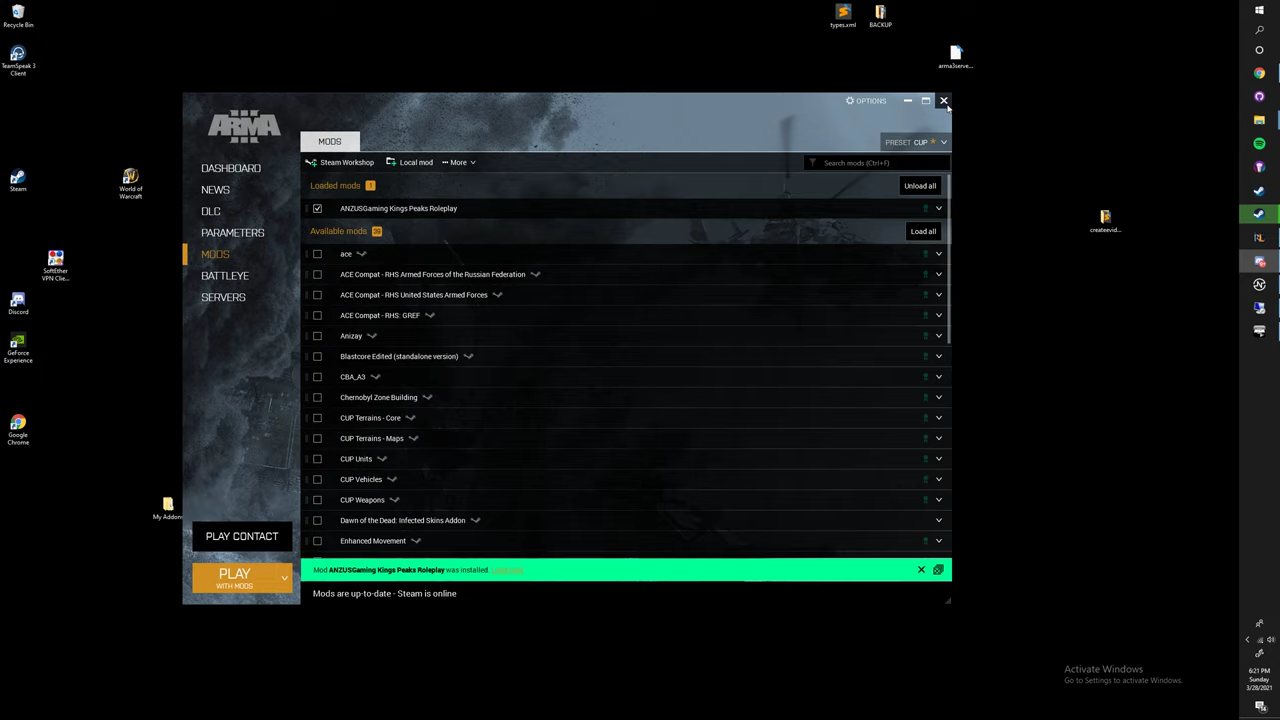 Recycle Bin
types.xml
BACKUP
TeamSpeak 3
Client
arma3serve...
Steam
World of
Warcraft
SoftEther
VPN Clie...
Discord
GeForce
Experience
Google
Chrome
My Addons
createevid...
ARMA
III
OPTIONS
MODS
PRESET CUP *
Steam Workshop
Local mod
··· More
Search mods (Ctrl+F)
DASHBOARD
NEWS
DLC
PARAMETERS
MODS
BATTLEYE
SERVERS
PLAY CONTACT
PLAY
WITH MODS
Loaded mods 1
Unload all
ANZUSGaming Kings Peaks Roleplay
Available mods 39
Load all
ace
ACE Compat - RHS Armed Forces of the Russian Federation
ACE Compat - RHS United States Armed Forces
ACE Compat - RHS: GREF
Anizay
Blastcore Edited (standalone version)
CBA_A3
Chernobyl Zone Building
CUP Terrains - Core
CUP Terrains - Maps
CUP Units
CUP Vehicles
CUP Weapons
Dawn of the Dead: Infected Skins Addon
Enhanced Movement
Mod ANZUSGaming Kings Peaks Roleplay was installed.
Mods are up-to-date - Steam is online
Activate Windows
Go to Settings to activate Windows.
6:21 PM
Sunday
3/28/2021